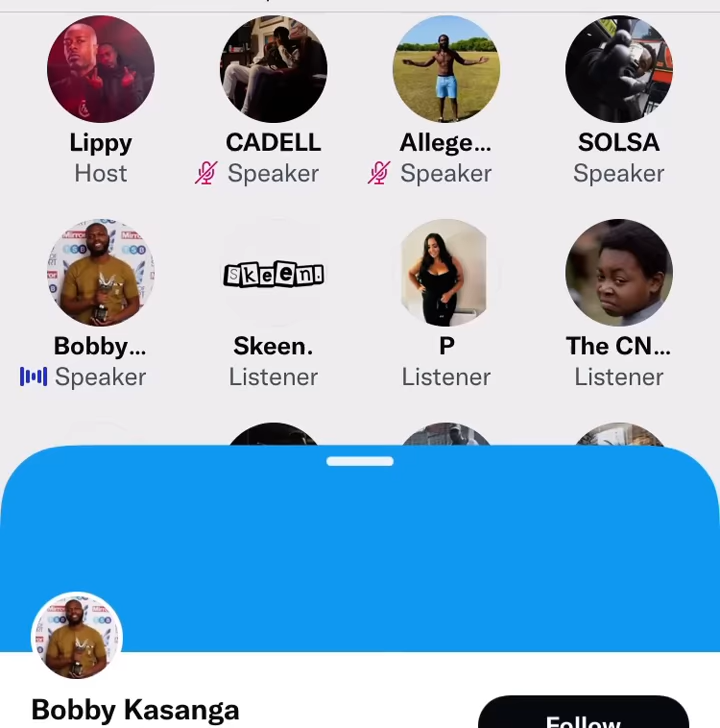 Lippy
Host
CADELL
Speaker
Allege...
Speaker
SOLSA
Speaker
Bobby...
Speaker
skeen.
Skeen.
Listener
P
Listener
The CN...
Listener
Bobby Kasanga
Follow